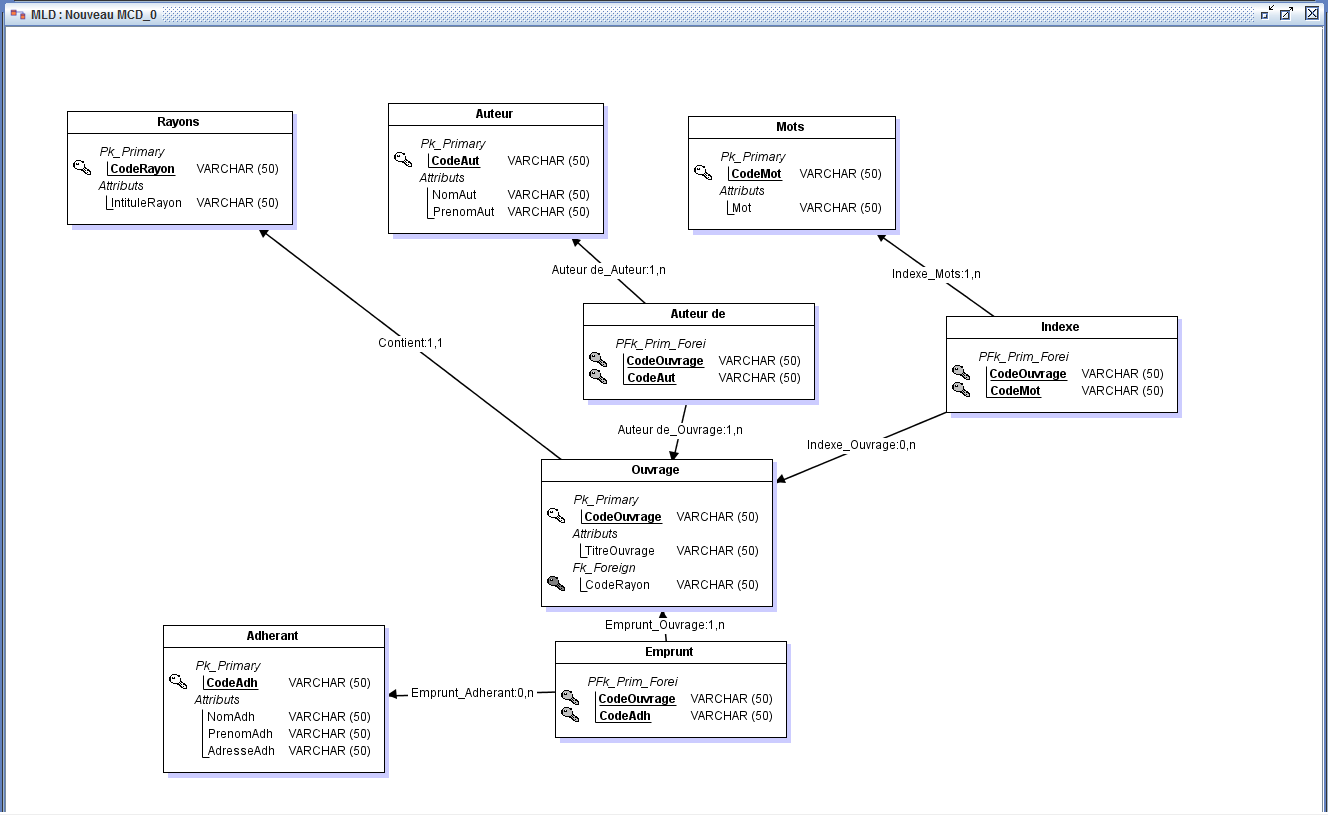 MLD : Nouveau MCD_0
Rayons
Pk_Primary
CodeRayon VARCHAR (50)
Attributs
IntituleRayon VARCHAR (50)
Auteur
Pk_Primary
CodeAut VARCHAR (50)
Attributs
NomAut VARCHAR (50)
PrenomAut VARCHAR (50)
Mots
Pk_Primary
CodeMot VARCHAR (50)
Attributs
Mot VARCHAR (50)
Auteur de_Auteur:1,n
Indexe_Mots:1,n
Contient:1,1
Auteur de
PFk_Prim_Forei
CodeOuvrage VARCHAR (50)
CodeAut VARCHAR (50)
Indexe
PFk_Prim_Forei
CodeOuvrage VARCHAR (50)
CodeMot VARCHAR (50)
Auteur de_Ouvrage:1,n
Indexe_Ouvrage:0,n
Ouvrage
Pk_Primary
CodeOuvrage VARCHAR (50)
Attributs
TitreOuvrage VARCHAR (50)
Fk_Foreign
CodeRayon VARCHAR (50)
Emprunt_Ouvrage:1,n
Adherant
Pk_Primary
CodeAdh VARCHAR (50)
Attributs
NomAdh VARCHAR (50)
PrenomAdh VARCHAR (50)
AdresseAdh VARCHAR (50)
Emprunt_Adherant:0,n
Emprunt
PFk_Prim_Forei
CodeOuvrage VARCHAR (50)
CodeAdh VARCHAR (50)